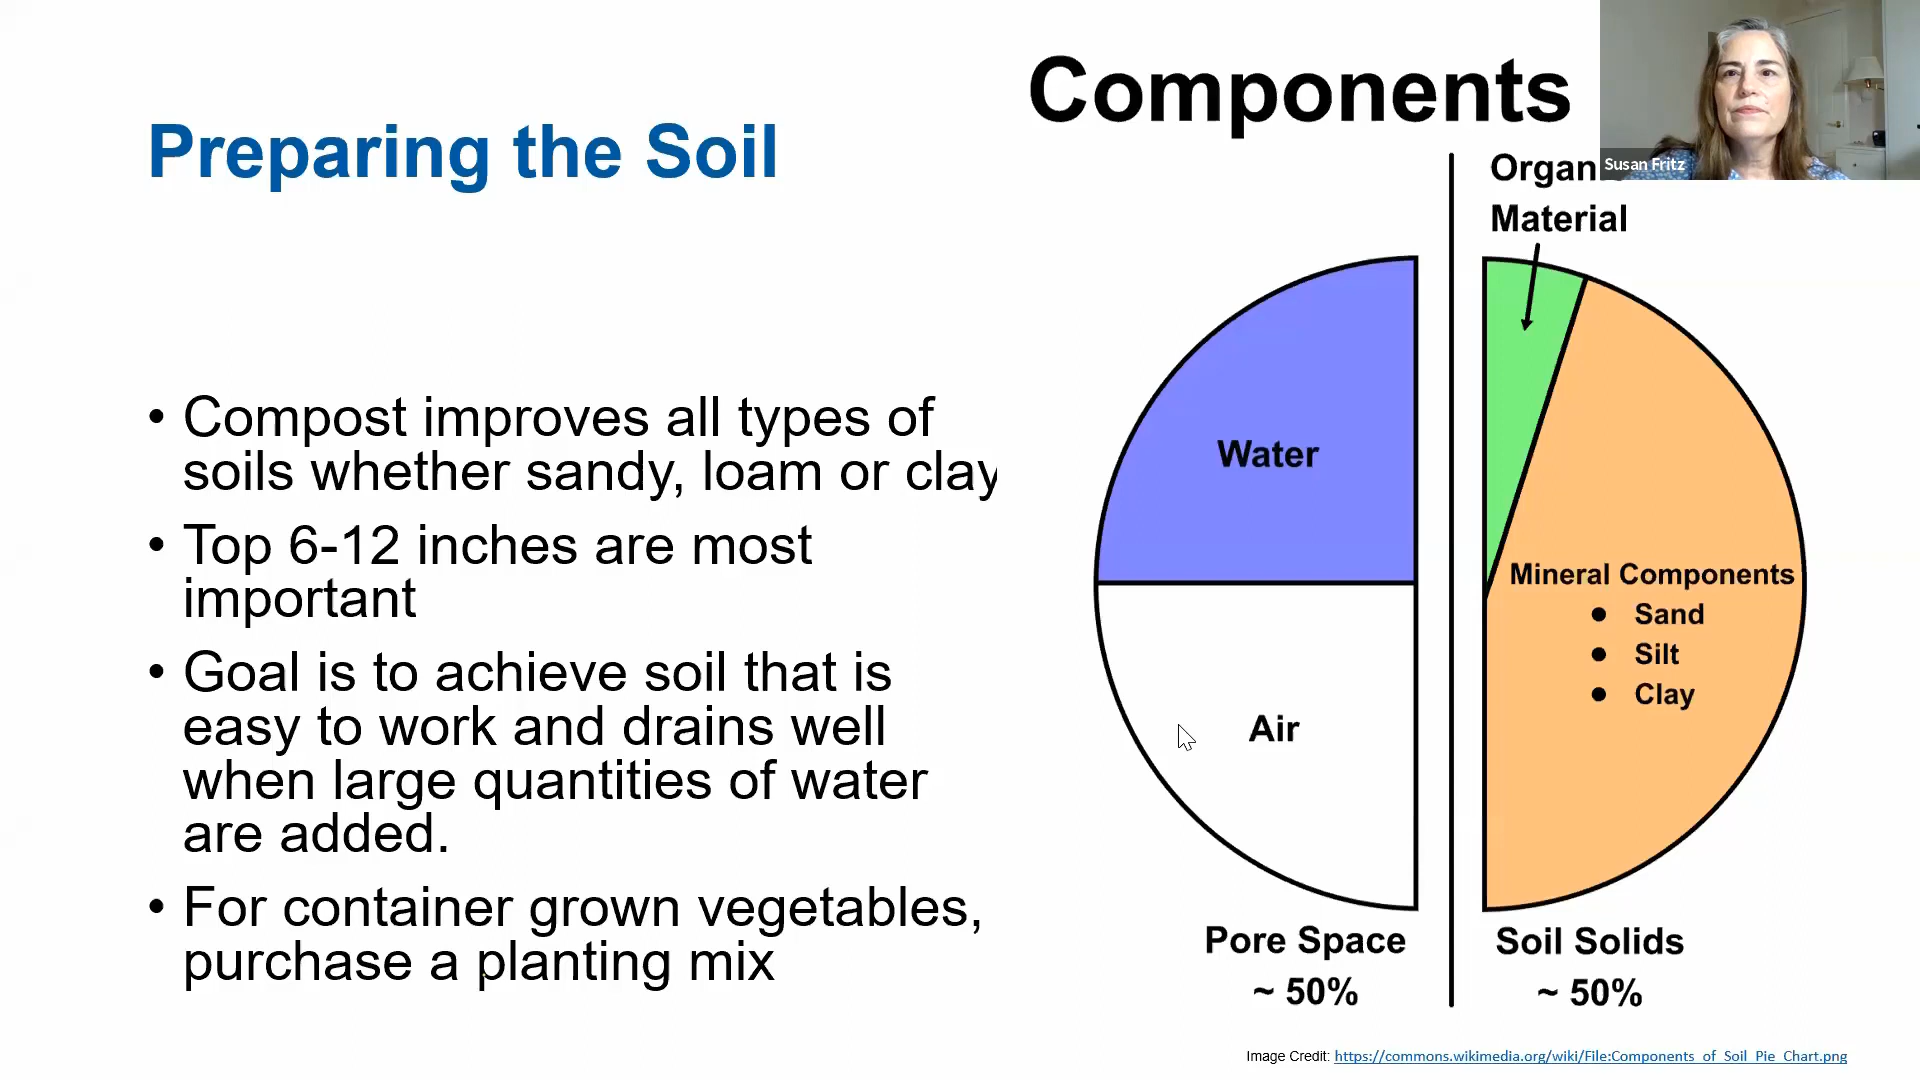 Components
Preparing the Soil
Susan Fritz
Material
• Compost improves all types of
soils whether sandy, loam or clay
• Top 6-12 inches are most
important
• Goal is to achieve soil that is
easy to work and drains well
when large quantities of water
are added.
• For container grown vegetables,
purchase a planting mix
Water
Air
Mineral Components
● Sand
● Silt
● Clay
Pore Space
~ 50%
Soil Solids
~ 50%
Image Credit: https://commons.wikimedia.org/wiki/File:Components_of_Soil_Pie_Chart.png